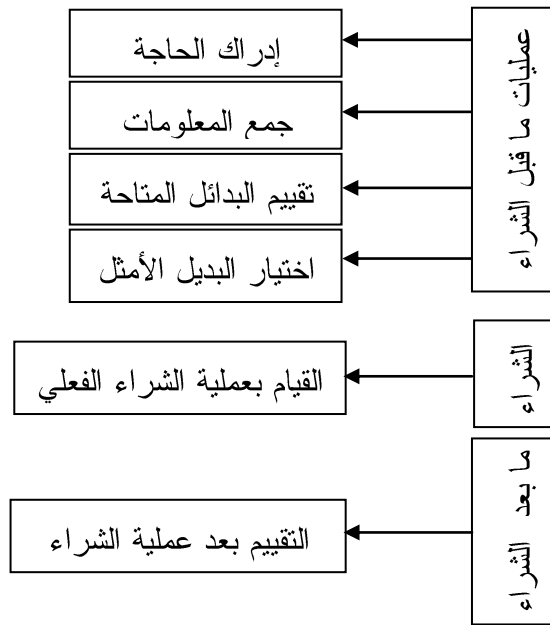 عمليات ما قبل الشراء
إدراك الحاجة
جمع المعلومات
تقييم البدائل المتاحة
اختيار البديل الأمثل
الشراء
القيام بعملية الشراء الفعلي
ما بعد الشراء
التقييم بعد عملية الشراء